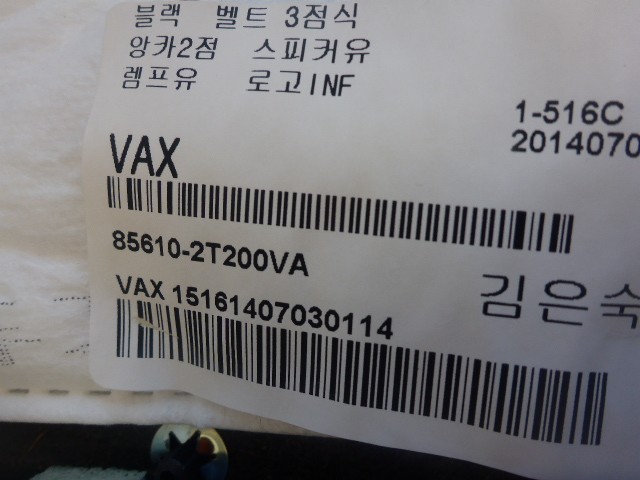 블랙 벨트 3점식
앙카2점 스피커유
렘프유 로고INF
1-516C
2014070
VAX
85610-2T200VA
VAX 15161407030114
김은숙